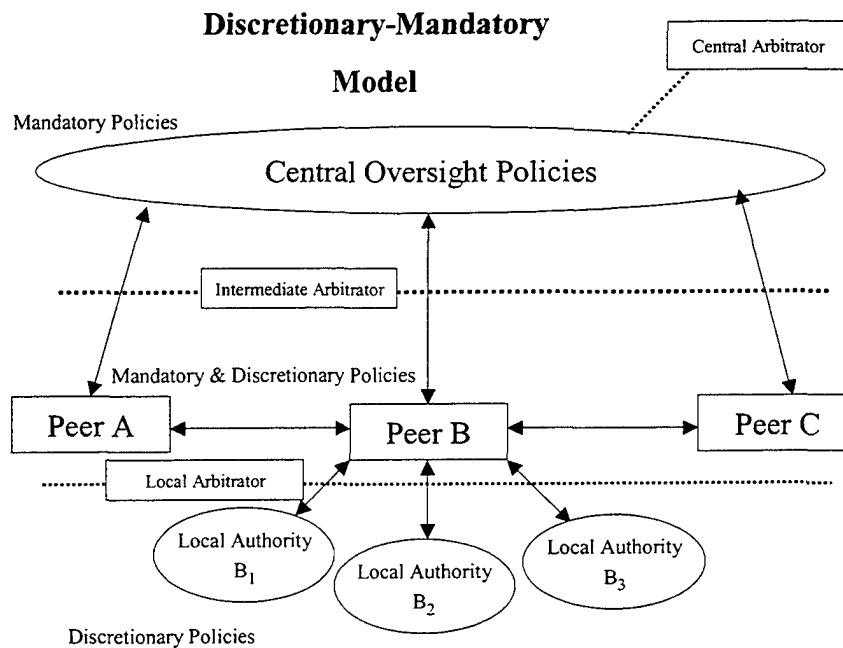 Discretionary-Mandatory
Model
Central Arbitrator
Mandatory Policies
Central Oversight Policies
Intermediate Arbitrator
Mandatory & Discretionary Policies
Peer A
Peer B
Peer C
Local Arbitrator
Local Authority
B1
Local Authority
B2
Local Authority
B3
Discretionary Policies